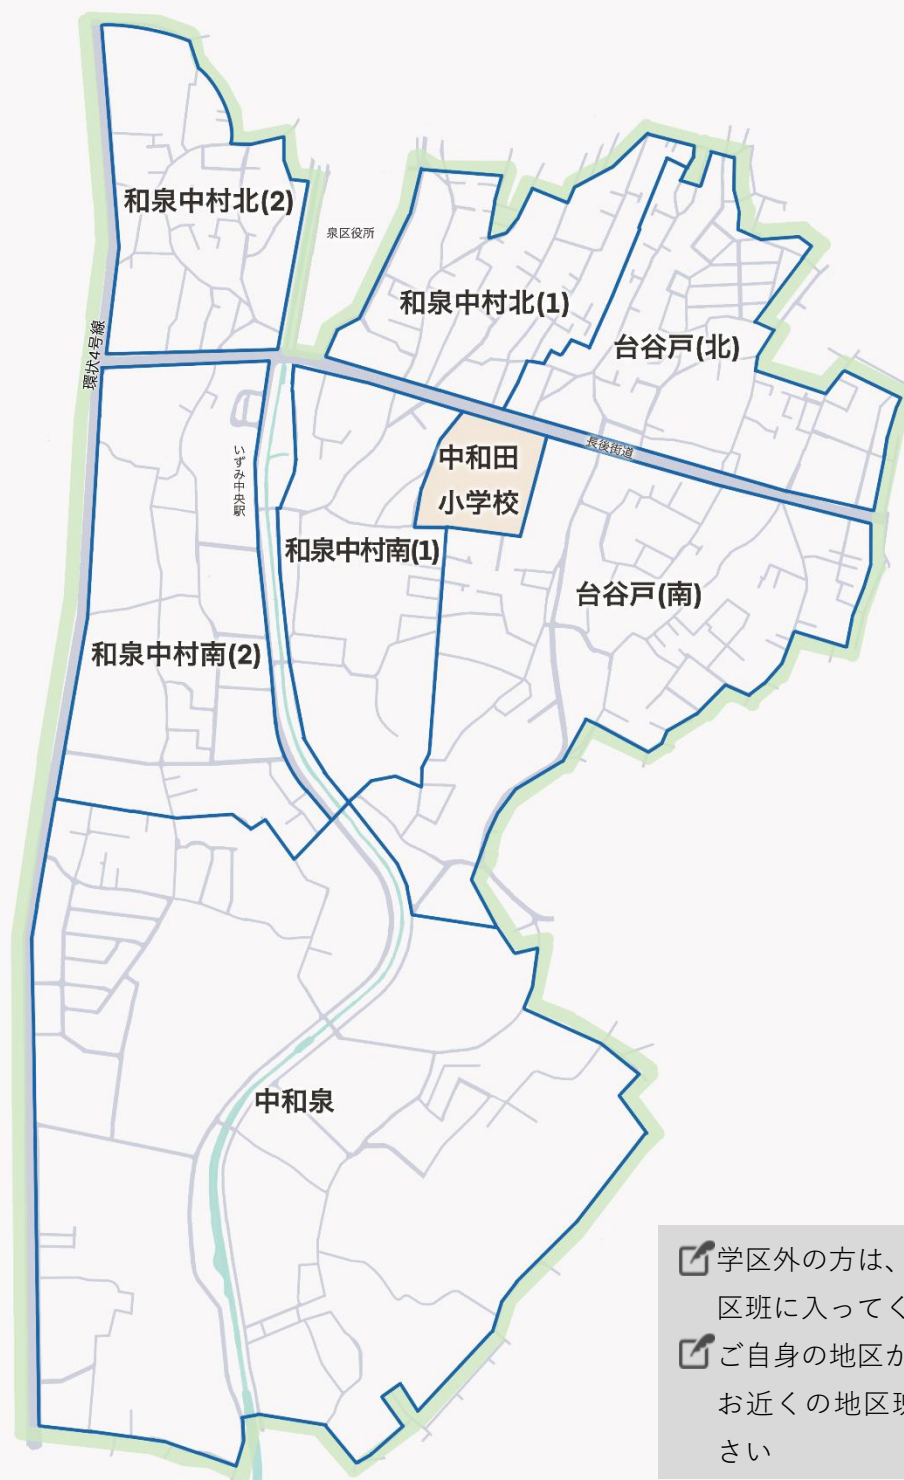 和泉中村北(2)
泉区役所
和泉中村北(1)
台谷戸(北)
環状4号線
長後街道
中和田
小学校
いずみ中央駅
和泉中村南(1)
台谷戸(南)
和泉中村南(2)
中和泉
学区外の方は、
区班に入ってく
ご自身の地区が
お近くの地区班
さい